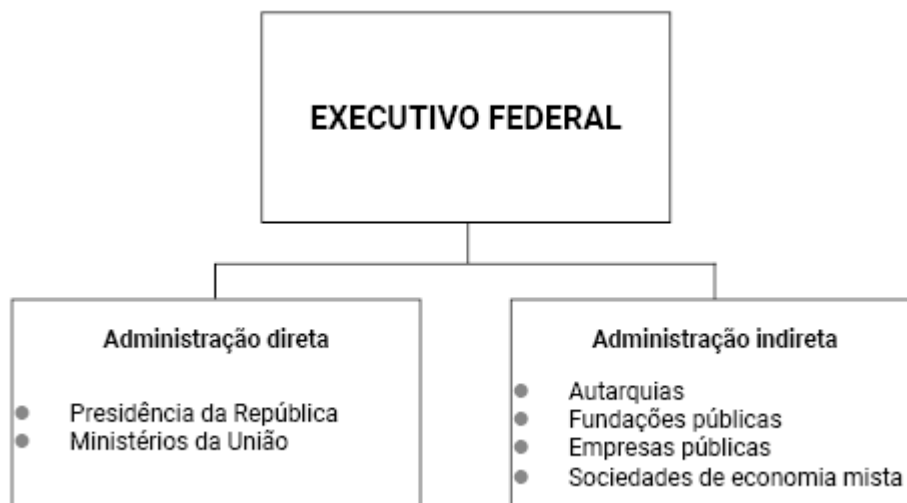 EXECUTIVO FEDERAL
Administração direta
Presidência da República
Ministérios da União
Administração indireta
Autarquias
Fundações públicas
Empresas públicas
Sociedades de economia mista